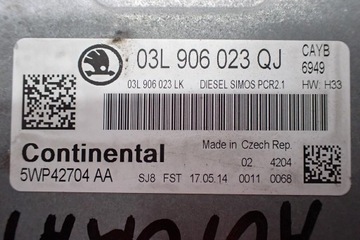 03L 906 023 QJ
CAYB
6949
03L 906 023 LK DIESEL SIMOS PCR2.1 HW: H33
Continental
Made in Czech Rep.
02 4204
5WP42704 AA SJ8 FST 17.05.14 0011 0068